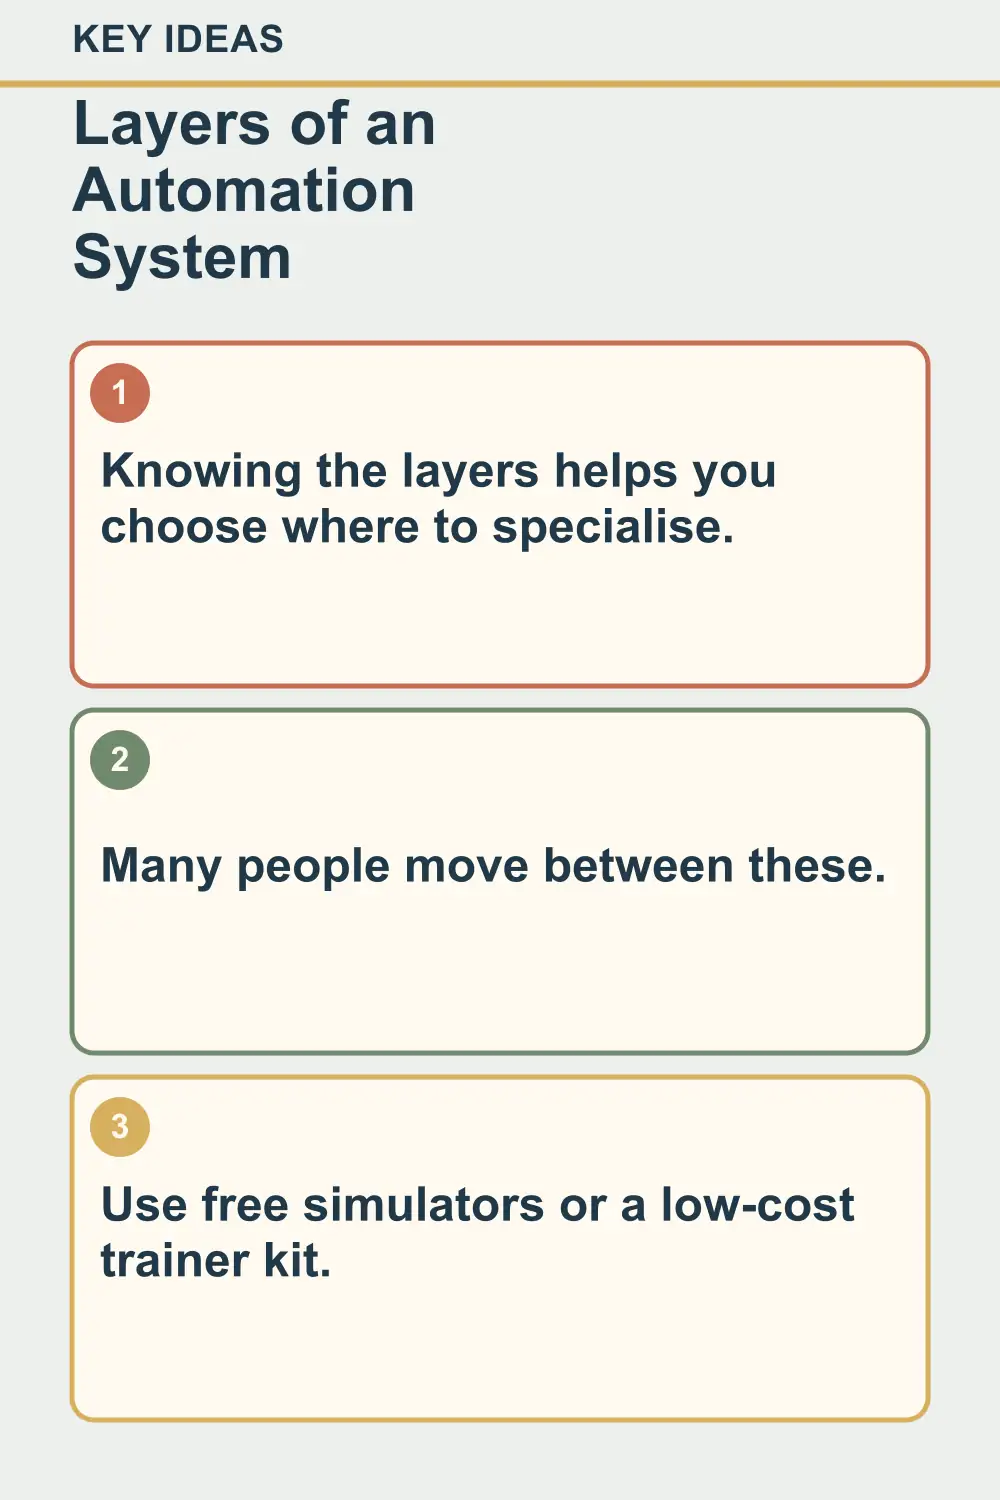 KEY IDEAS
Layers of an
Automation
System
1
Knowing the layers helps you
choose where to specialise.
2
Many people move between these.
3
Use free simulators or a low-cost
trainer kit.